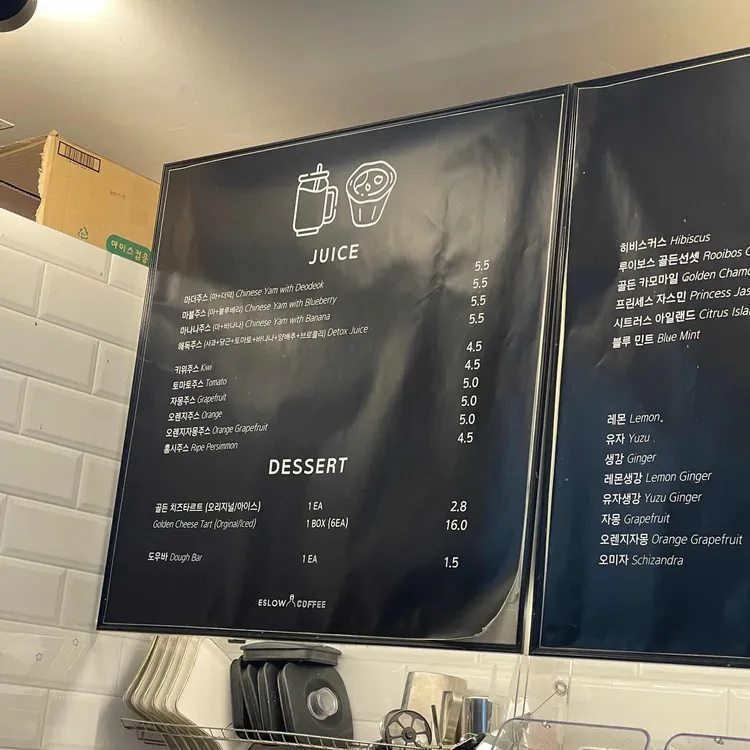 아이스컵용
JUICE
마더주스 (마+더덕) Chinese Yam with Deodeok 5.5
마블주스 (마+블루베리) Chinese Yam with Blueberry 5.5
마나나주스 (마+바나나) Chinese Yam with Banana 5.5
해독주스 (사과+당근+토마토+바나나+양배추+브로콜리) Detox Juice 5.5
키위주스 Kiwi 4.5
토마토주스 Tomato 4.5
자몽주스 Grapefruit 5.0
오렌지주스 Orange 5.0
오렌지자몽주스 Orange Grapefruit 5.0
홍시주스 Ripe Persimmon 4.5
DESSERT
골든 치즈타르트 (오리지널/아이스) 1 EA 2.8
Golden Cheese Tart (Orginal/Iced) 1 BOX (6EA) 16.0
도우바 Dough Bar 1 EA 1.5
ESLOW COFFEE
히비스커스 Hibiscus
루이보스 골든선셋 Rooibos
골든 카모마일 Golden Chamo
프린세스 자스민 Princess Jas
시트러스 아일랜드 Citrus Islan
블루 민트 Blue Mint
레몬 Lemon
유자 Yuzu
생강 Ginger
레몬생강 Lemon Ginger
유자생강 Yuzu Ginger
자몽 Grapefruit
오렌지자몽 Orange Grapefruit
오미자 Schizandra